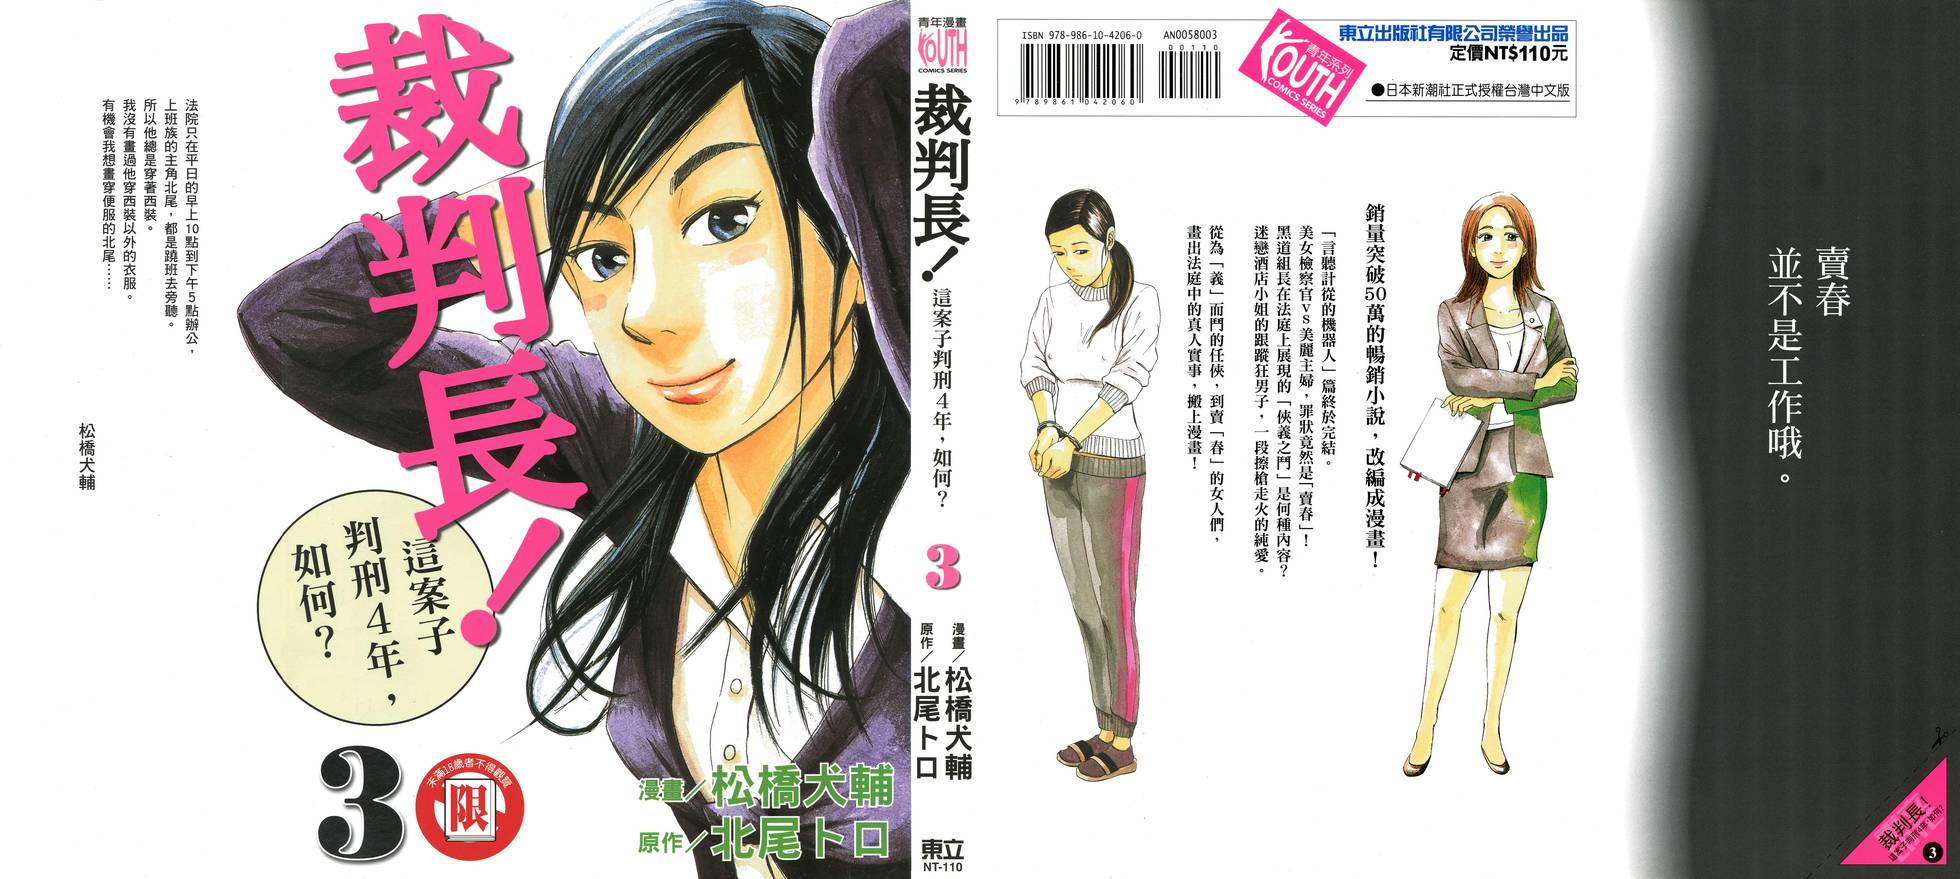 法院只在平日的早上10點到下午5點辦公，
上班族的主角北尾，都是蹺班去旁聽。
所以他總是穿著西裝。
我沒有畫過他穿西裝以外的衣服。
有機會我想畫穿便服的北尾……
松橋犬輔
裁判長！
這案子
判刑4年，
如何？
3
未滿18歲者不得觀覽
限
漫畫／松橋犬輔
原作／北尾トロ
青年漫畫
YOUTH
COMICS SERIES
裁判長！
這案子判刑4年，如何？
3
漫畫／松橋犬輔
原作／北尾トロ
東立
NT-110
ISBN 978-986-10-4206-0
9 789861 042060
AN0058003
00110
青年系列
YOUTH
COMICS SERIES
東立出版社有限公司榮譽出品
定價NT$110元
●日本新潮社正式授權台灣中文版
銷量突破50萬的暢銷小說，改編成漫畫！
「言聽計從的機器人」篇終於完結。
美女檢察官vs美麗主婦，罪狀竟然是「賣春」！
黑道組長在法庭上展現的「俠義之鬥」是何種內容？
迷戀酒店小姐的跟蹤狂男子，一段擦槍走火的純愛。
從為「義」而鬥的任俠，到賣「春」的女人們，
畫出法庭中的真人實事，搬上漫畫！
賣春
並不是工作哦。
裁判長！
這案子判刑4年，如何？
3